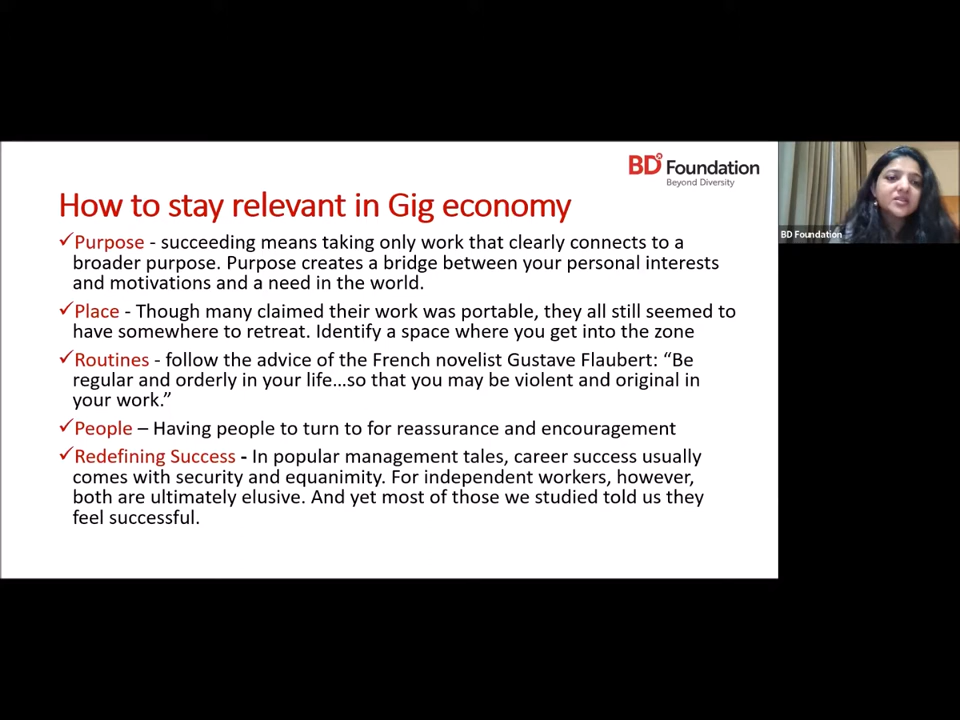 BD Foundation
Beyond Diversity
How to stay relevant in Gig economy
✓Purpose - succeeding means taking only work that clearly connects to a
broader purpose. Purpose creates a bridge between your personal interests
and motivations and a need in the world.
✓Place - Though many claimed their work was portable, they all still seemed to
have somewhere to retreat. Identify a space where you get into the zone
✓Routines - follow the advice of the French novelist Gustave Flaubert: “Be
regular and orderly in your life…so that you may be violent and original in
your work.”
✓People – Having people to turn to for reassurance and encouragement
✓Redefining Success - In popular management tales, career success usually
comes with security and equanimity. For independent workers, however,
both are ultimately elusive. And yet most of those we studied told us they
feel successful.
BD Foundation